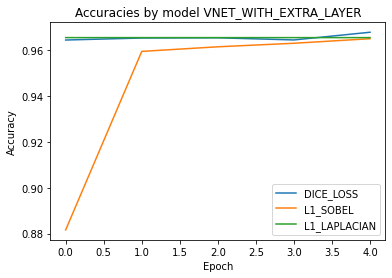 Accuracies by model VNET_WITH_EXTRA_LAYER
Accuracy
0.96
0.94
0.92
0.90
0.88
0.0 0.5 1.0 1.5 2.0 2.5 3.0 3.5 4.0
Epoch
DICE_LOSS
L1_SOBEL
L1_LAPLACIAN